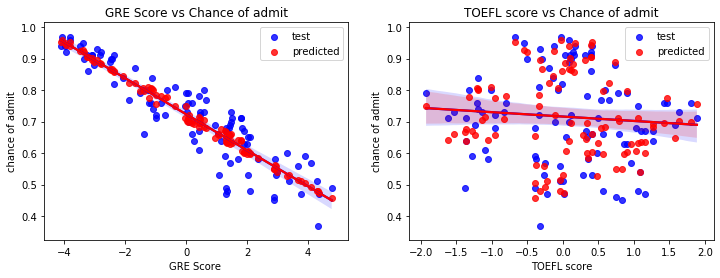 GRE Score vs Chance of admit
test
predicted
chance of admit
1.0
0.9
0.8
0.7
0.6
0.5
0.4
−4
−2
0
2
4
GRE Score
TOEFL score vs Chance of admit
test
predicted
chance of admit
1.0
0.9
0.8
0.7
0.6
0.5
0.4
−2.0
−1.5
−1.0
−0.5
0.0
0.5
1.0
1.5
2.0
TOEFL score